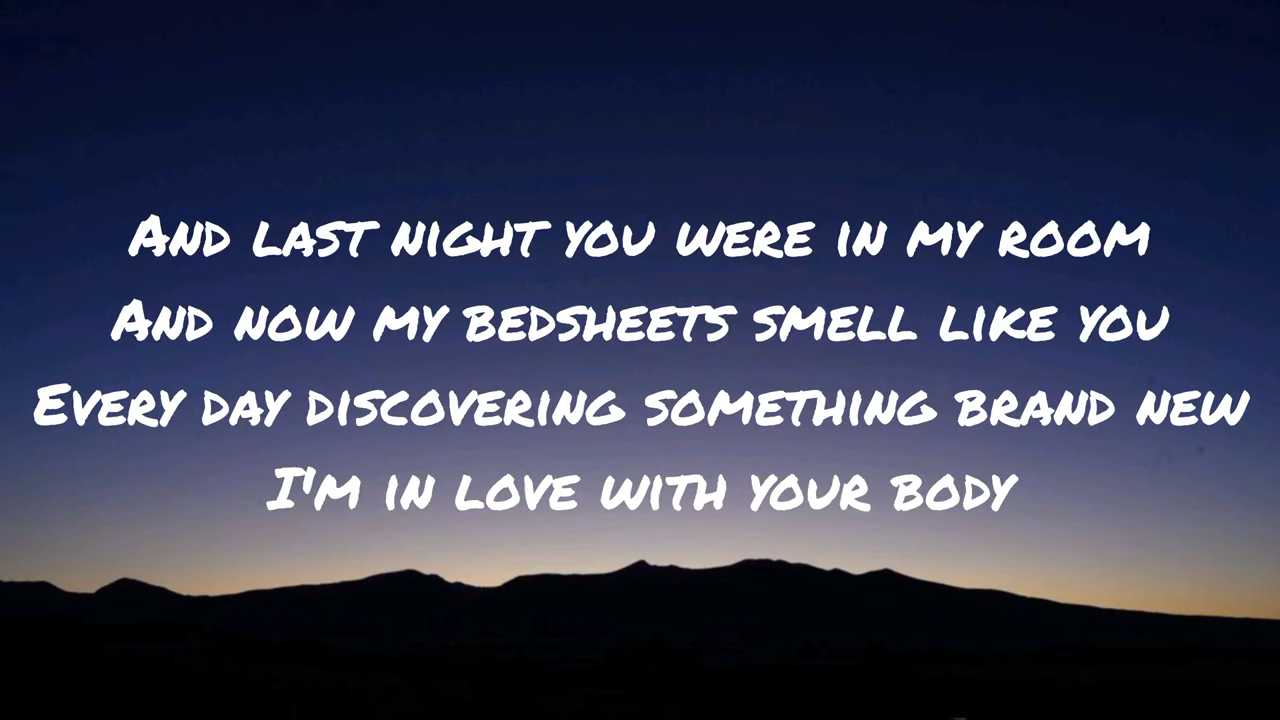 And last night you were in my room
And now my bedsheets smell like you
Every day discovering something brand new
I'm in love with your body